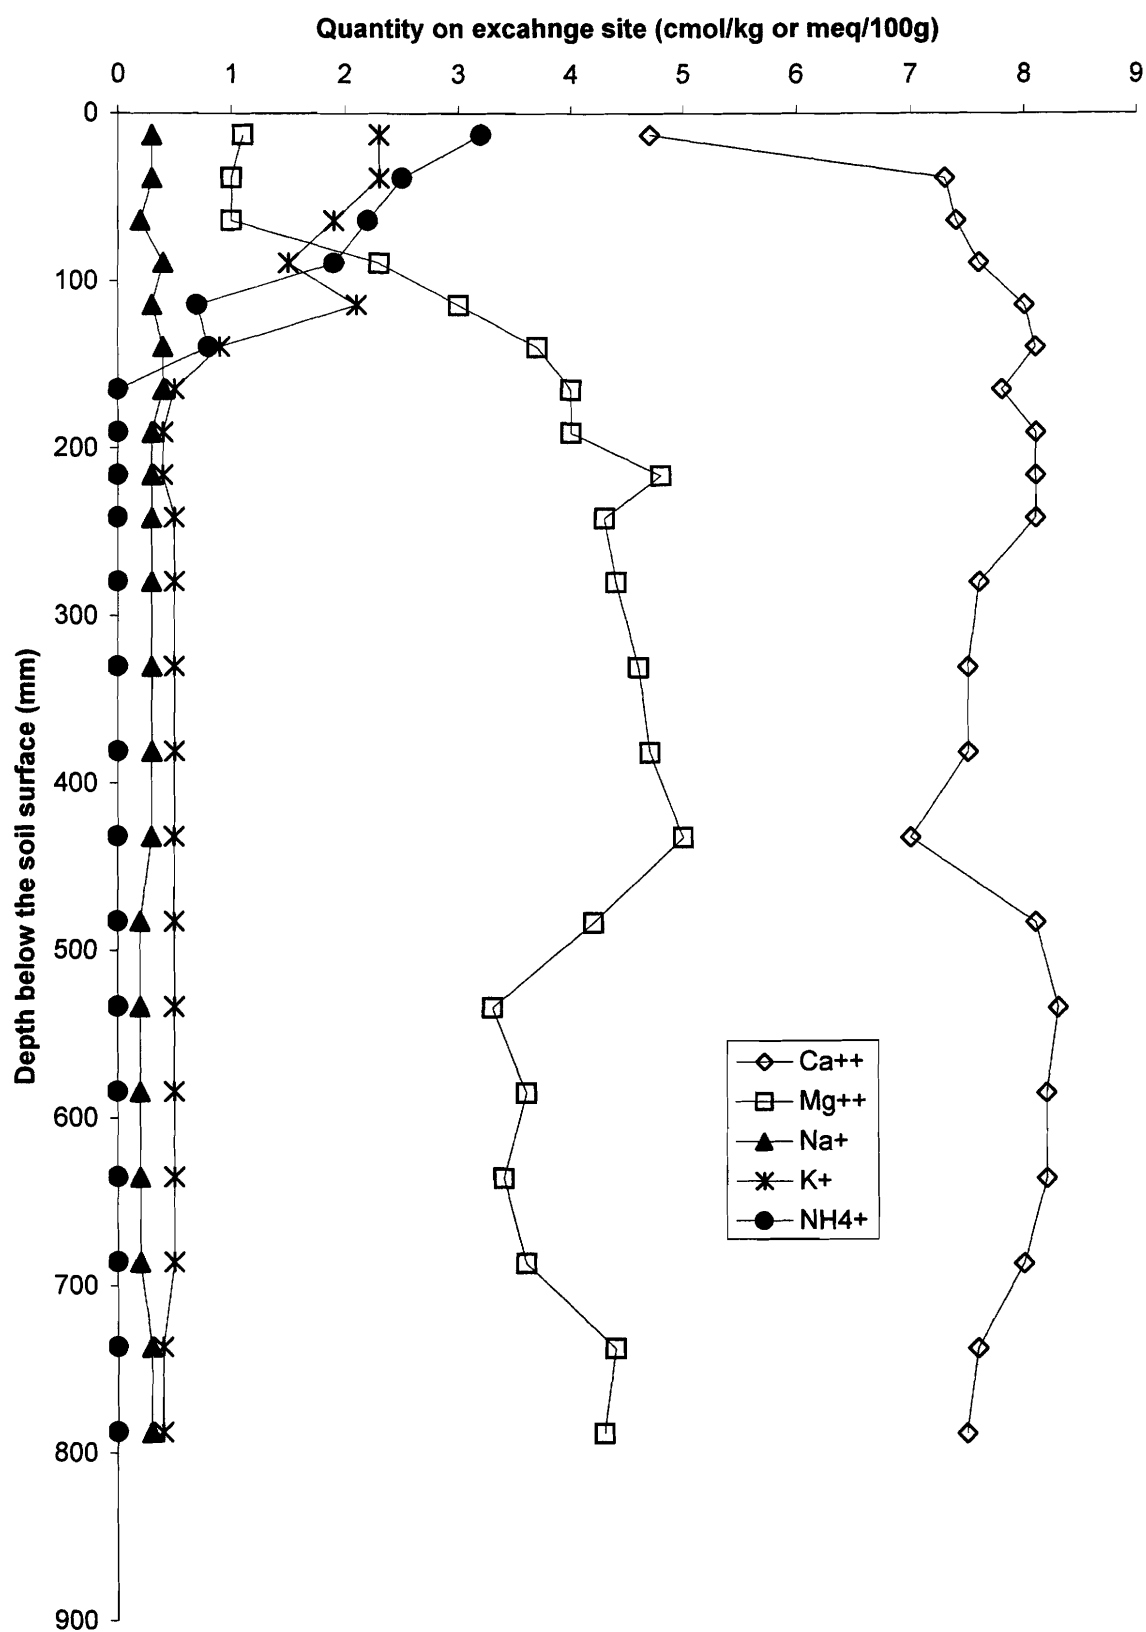 Quantity on excahnge site (cmol/kg or meq/100g)
0 1 2 3 4 5 6 7 8 9
0
100
200
300
400
500
600
700
800
900
Depth below the soil surface (mm)
Ca++
Mg++
Na+
K+
NH4+